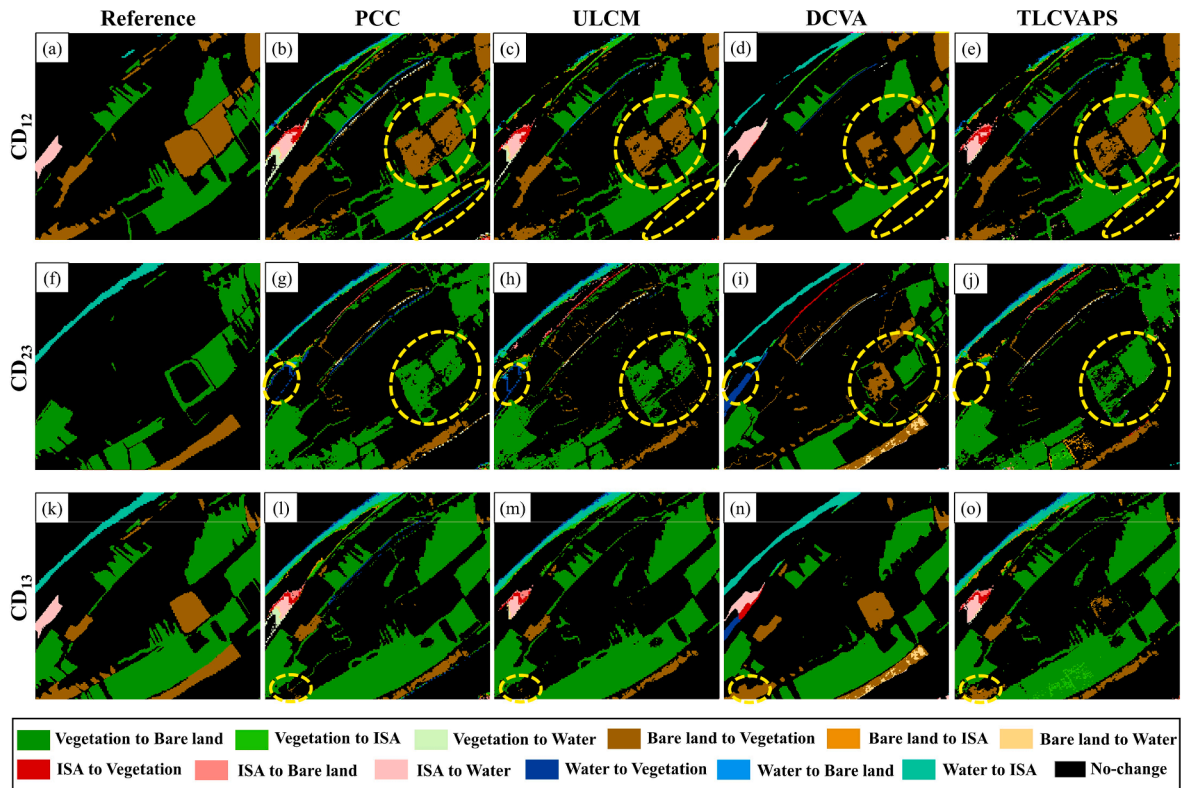 Reference PCC ULCM DCVA TLCVAPS
CD12
(a) (b) (c) (d) (e)
CD23
(f) (g) (h) (i) (j)
CD13
(k) (l) (m) (n) (o)
Vegetation to Bare land Vegetation to ISA Vegetation to Water Bare land to Vegetation Bare land to ISA Bare land to Water
ISA to Vegetation ISA to Bare land ISA to Water Water to Vegetation Water to Bare land Water to ISA No-change